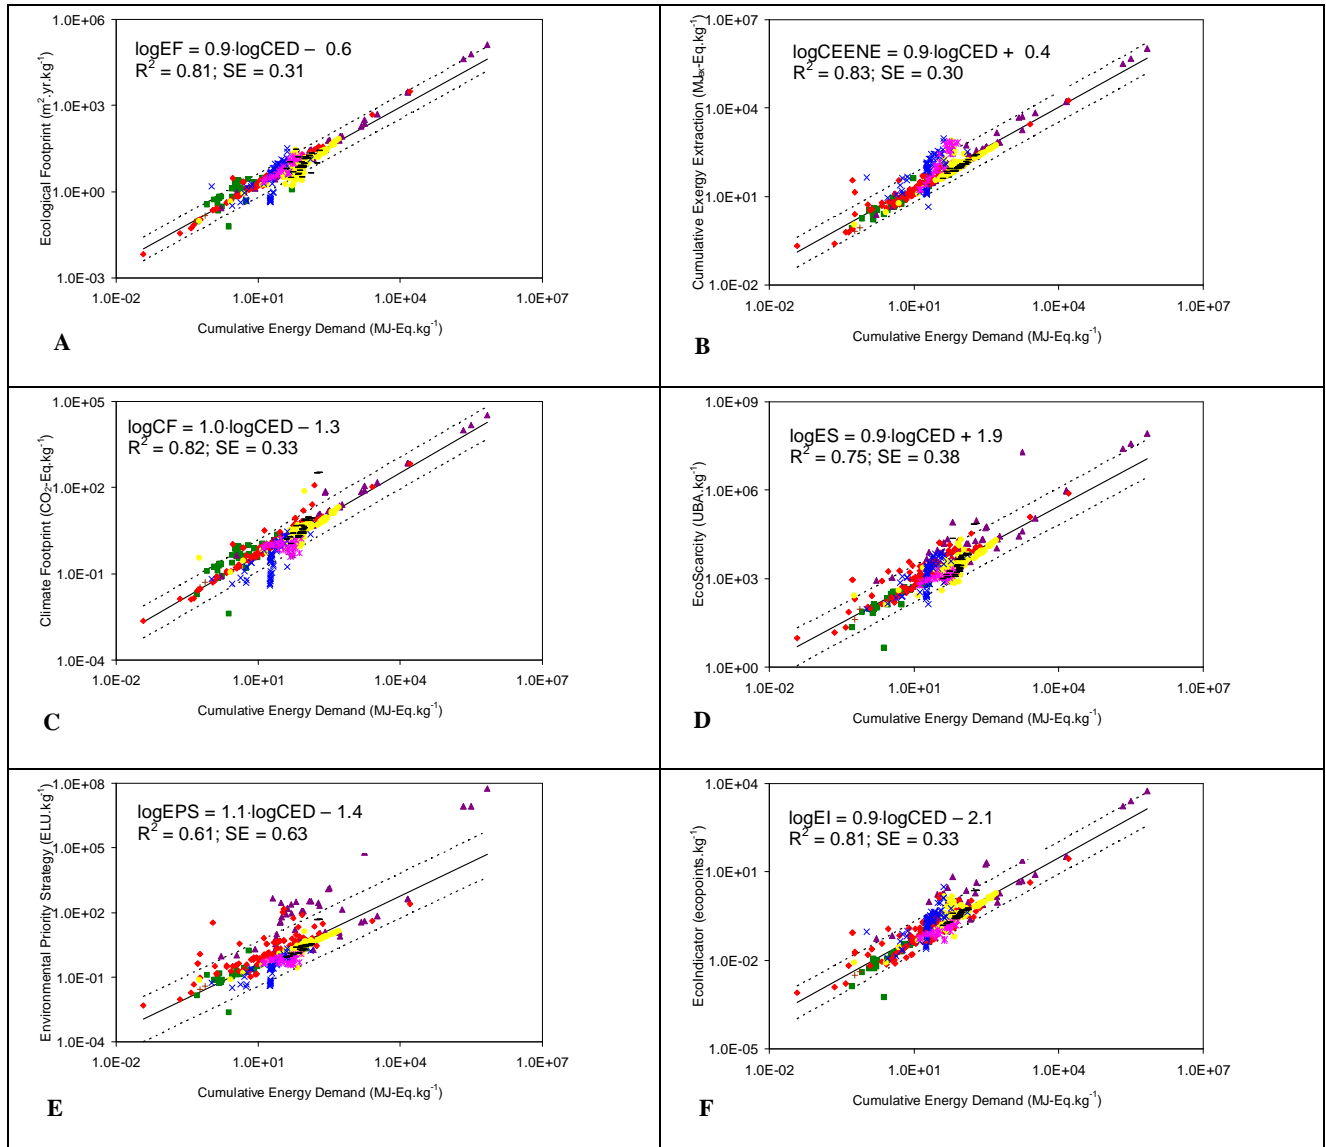 1.0E+06
logEF = 0.9·logCED − 0.6
R² = 0.81; SE = 0.31
1.0E+03
1.0E+00
1.0E-03
1.0E-02 1.0E+01 1.0E+04 1.0E+07
Ecological Footprint (m².yr.kg⁻¹)
Cumulative Energy Demand (MJ-Eq.kg⁻¹)
A
1.0E+07
logCEENE = 0.9·logCED + 0.4
R² = 0.83; SE = 0.30
1.0E+04
1.0E+01
1.0E-02
1.0E-02 1.0E+01 1.0E+04 1.0E+07
Cumulative Exergy Extraction (MJₑₓ-Eq.kg⁻¹)
Cumulative Energy Demand (MJ-Eq.kg⁻¹)
B
1.0E+05
logCF = 1.0·logCED − 1.3
R² = 0.82; SE = 0.33
1.0E+02
1.0E-01
1.0E-04
1.0E-02 1.0E+01 1.0E+04 1.0E+07
Climate Footprint (CO₂-Eq.kg⁻¹)
Cumulative Energy Demand (MJ-Eq.kg⁻¹)
C
1.0E+09
logES = 0.9·logCED + 1.9
R² = 0.75; SE = 0.38
1.0E+06
1.0E+03
1.0E+00
1.0E-02 1.0E+01 1.0E+04 1.0E+07
EcoScarcity (UBA.kg⁻¹)
Cumulative Energy Demand (MJ-Eq.kg⁻¹)
D
1.0E+08
logEPS = 1.1·logCED − 1.4
R² = 0.61; SE = 0.63
1.0E+05
1.0E+02
1.0E-01
1.0E-04
1.0E-02 1.0E+01 1.0E+04 1.0E+07
Environmental Priority Strategy (ELU.kg⁻¹)
Cumulative Energy Demand (MJ-Eq.kg⁻¹)
E
1.0E+04
logEI = 0.9·logCED − 2.1
R² = 0.81; SE = 0.33
1.0E+01
1.0E-02
1.0E-05
1.0E-02 1.0E+01 1.0E+04 1.0E+07
EcoIndicator (ecopoints.kg⁻¹)
Cumulative Energy Demand (MJ-Eq.kg⁻¹)
F